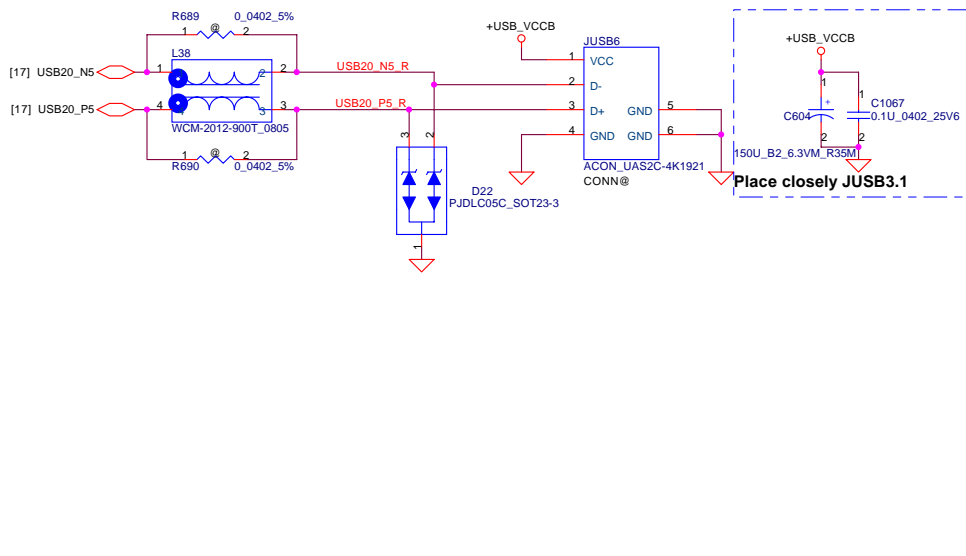 R689 0_0402_5%
1 @ 2
L38
[17] USB20_N5 1 2 2 USB20_N5_R
[17] USB20_P5 4 4 3 3 USB20_P5_R
WCM-2012-900T_0805
1 @ 2
R690 0_0402_5%
3 2
D22
PJDLC05C_SOT23-3
1
+USB_VCCB
JUSB6
1 VCC
2 D-
3 D+ GND 5
4 GND GND 6
ACON_UAS2C-4K1921
CONN@
+USB_VCCB
1 1
+ C1067
C604 0.1U_0402_25V6
2 2
150U_B2_6.3VM_R35M
Place closely JUSB3.1